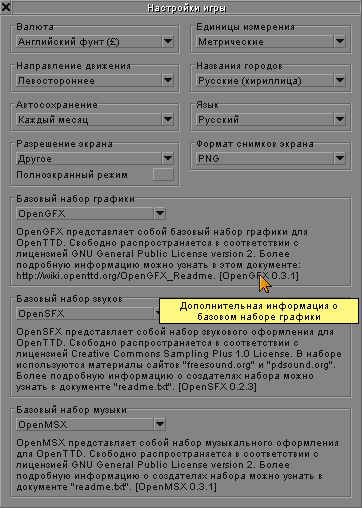 Настройки игры
Валюта
Единицы измерения
Английский фунт (£)
Метрические
Направление движения
Названия городов
Левостороннее
Русские (кириллица)
Автосохранение
Язык
Каждый месяц
Русский
Разрешение экрана
Формат снимков экрана
Другое
PNG
Полноэкранный режим
Базовый набор графики
OpenGFX
OpenGFX представляет собой базовый набор графики для
OpenTTD. Свободно распространяется в соответствии с
лицензией GNU General Public License version 2. Более
подробную информацию можно узнать в этом документе:
http://wiki.openttd.org/OpenGFX_Readme. [OpenGFX 0.3.1]
Дополнительная информация о
базовом наборе графики
Базовый набор звуков
OpenSFX
OpenSFX представляет собой набор звукового оформления для
OpenTTD. Свободно распространяется в соответствии с
лицензией Creative Commons Sampling Plus 1.0 License. В наборе
используются материалы сайтов "freesound.org" и "pdsound.org".
Более подробную информацию о создателях набора можно
узнать в документе "readme.txt". [OpenSFX 0.2.3]
Базовый набор музыки
OpenMSX
OpenMSX представляет собой набор музыкального оформления
для OpenTTD. Свободно распространяется в соответствии с
лицензией GNU General Public License version 2. Более
подробную информацию о создателях набора можно узнать в
документе "readme.txt". [OpenMSX 0.3.1]